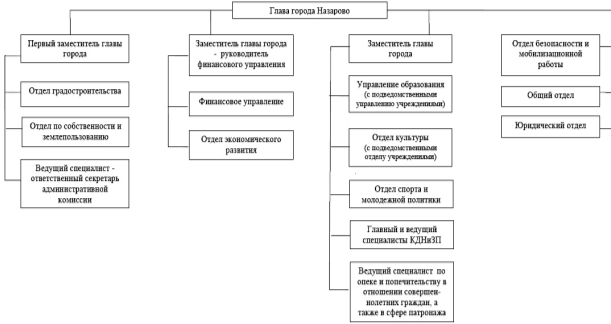 Глава города Назарово
Первый заместитель главы
города
Отдел градостроительства
Отдел по собственности и
землепользованию
Ведущий специалист -
ответственный секретарь
административной
комиссии
Заместитель главы города
- руководитель
финансового управления
Финансовое управление
Отдел экономического
развития
Заместитель главы
города
Управление образования
(с подведомственными
управлению учреждениями)
Отдел культуры
(с подведомственными
отделу учреждениями)
Отдел спорта и
молодежной политики
Главный и ведущий
специалисты КДНиЗП
Ведущий специалист по
опеке и попечительству в
отношении совершен-
нолетних граждан, а
также в сфере патронажа
Отдел безопасности и
мобилизационной
работы
Общий отдел
Юридический отдел